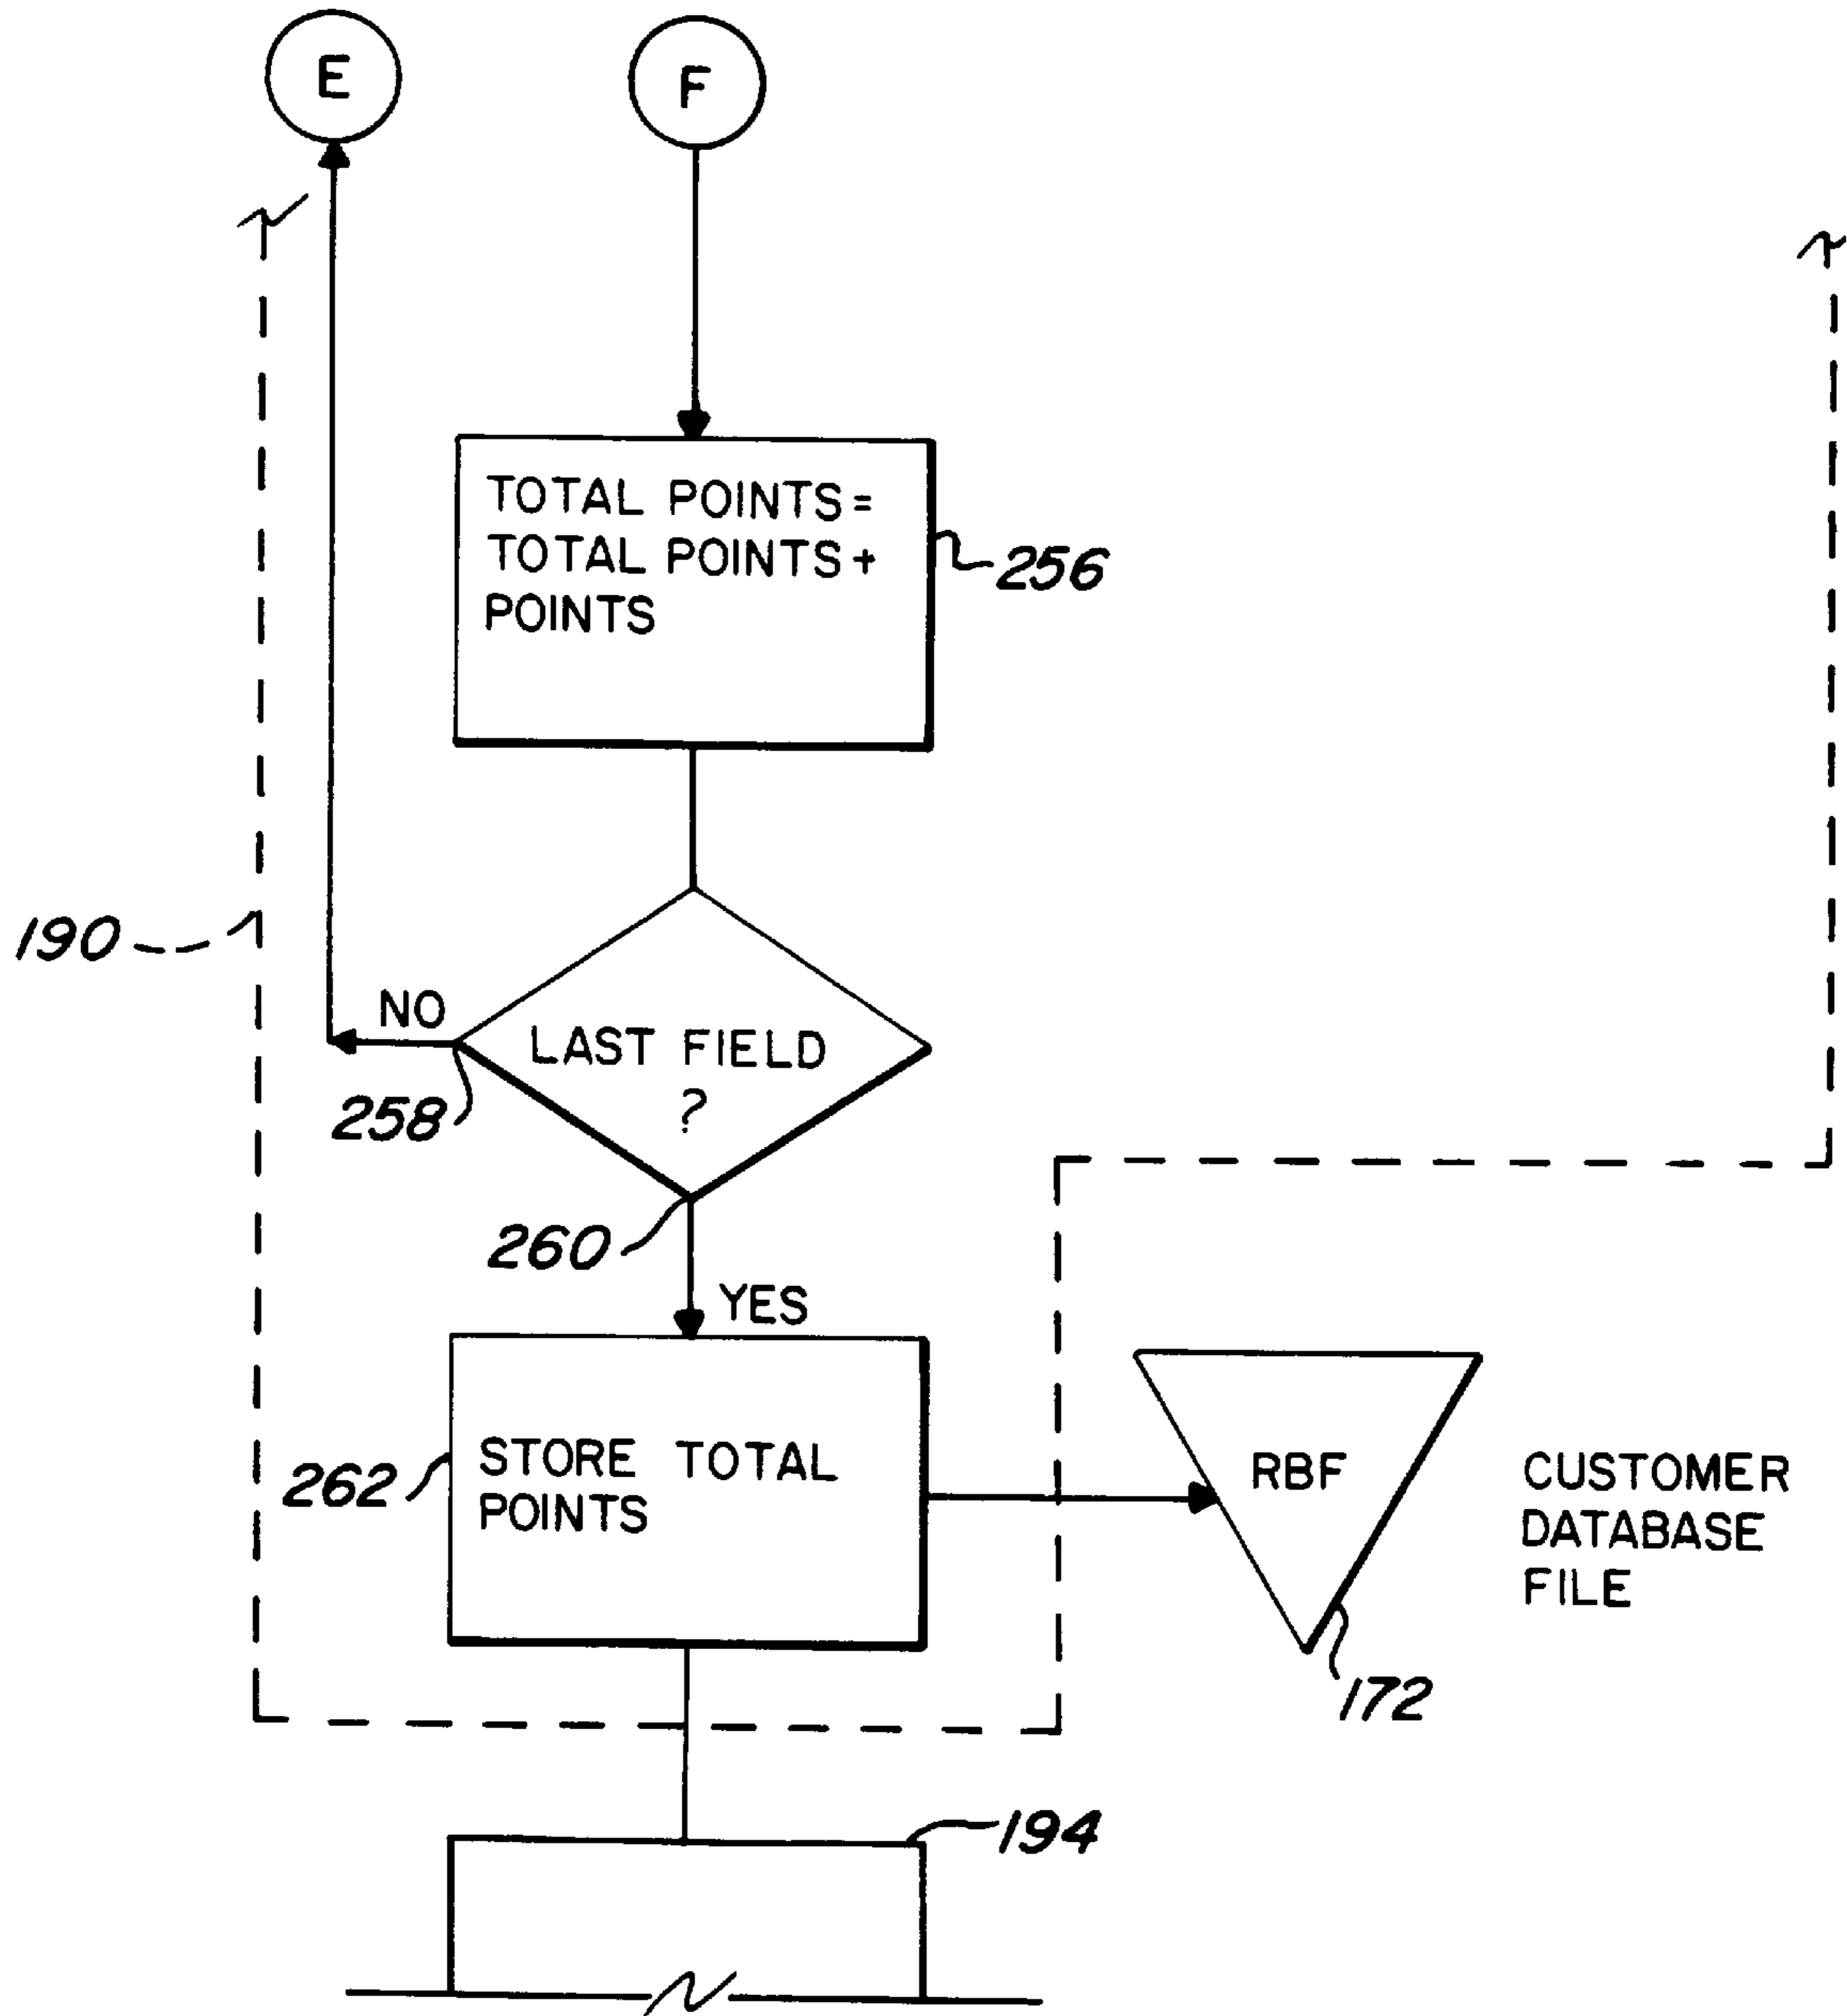 E
F
TOTAL POINTS =
TOTAL POINTS +
POINTS
256
190
NO
LAST FIELD
?
258
260
YES
STORE TOTAL
POINTS
262
RBF
CUSTOMER
DATABASE
FILE
172
194